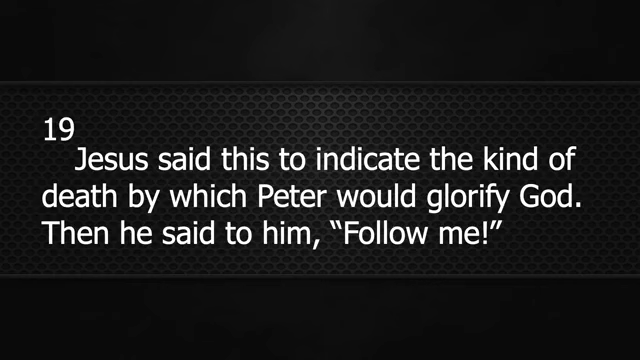 19
Jesus said this to indicate the kind of
death by which Peter would glorify God.
Then he said to him, “Follow me!”